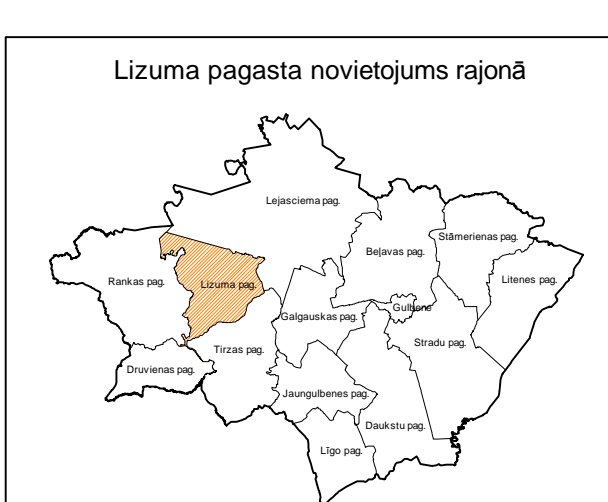 Lizuma pagasta novietojums rajonā
Lejasciema pag.
Stāmerienas pag.
Beļavas pag.
Rankas pag.
Lizuma pag.
Litenes pag.
Gulbene
Galgauskas pag.
Stradu pag.
Tirzas pag.
Druvienas pag.
Jaungulbenes pag.
Daukstu pag.
Līgo pag.